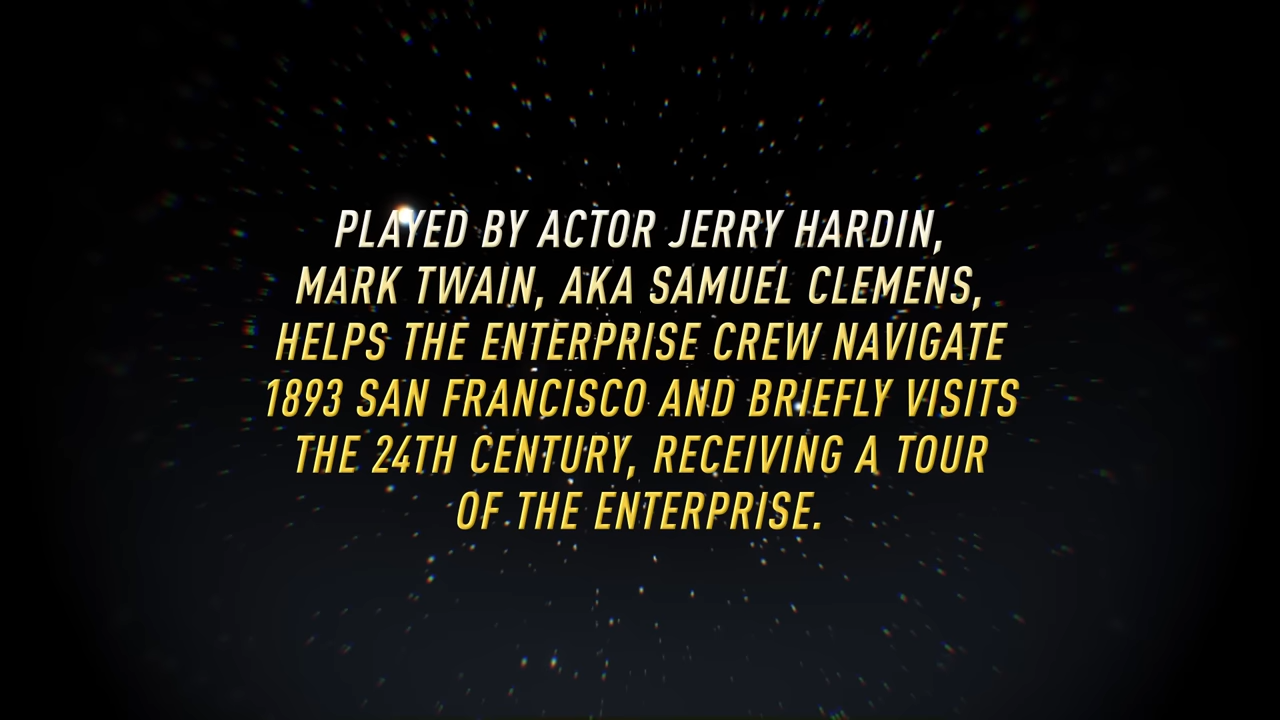 PLAYED BY ACTOR JERRY HARDIN,
MARK TWAIN, AKA SAMUEL CLEMENS,
HELPS THE ENTERPRISE CREW NAVIGATE
1893 SAN FRANCISCO AND BRIEFLY VISITS
THE 24TH CENTURY, RECEIVING A TOUR
OF THE ENTERPRISE.